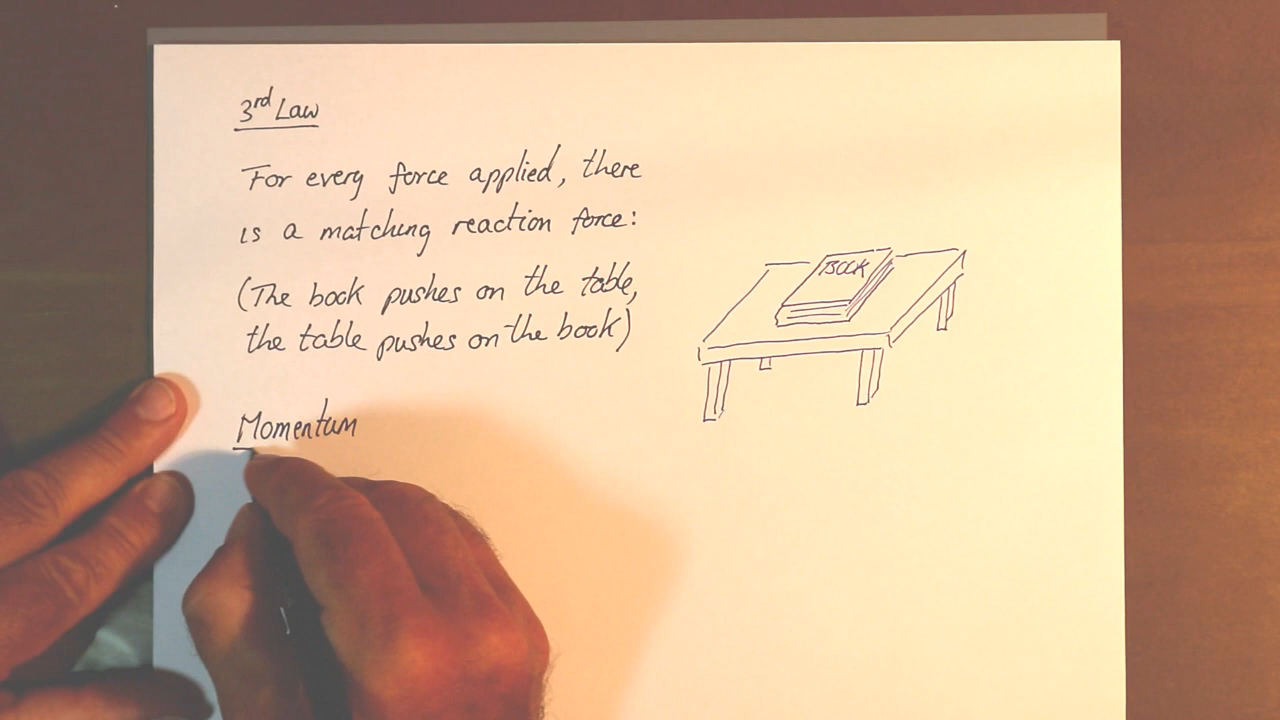 3rd Law
For every force applied, there
is a matching reaction force:
(The book pushes on the table,
the table pushes on the book)
BOOK
Momentum